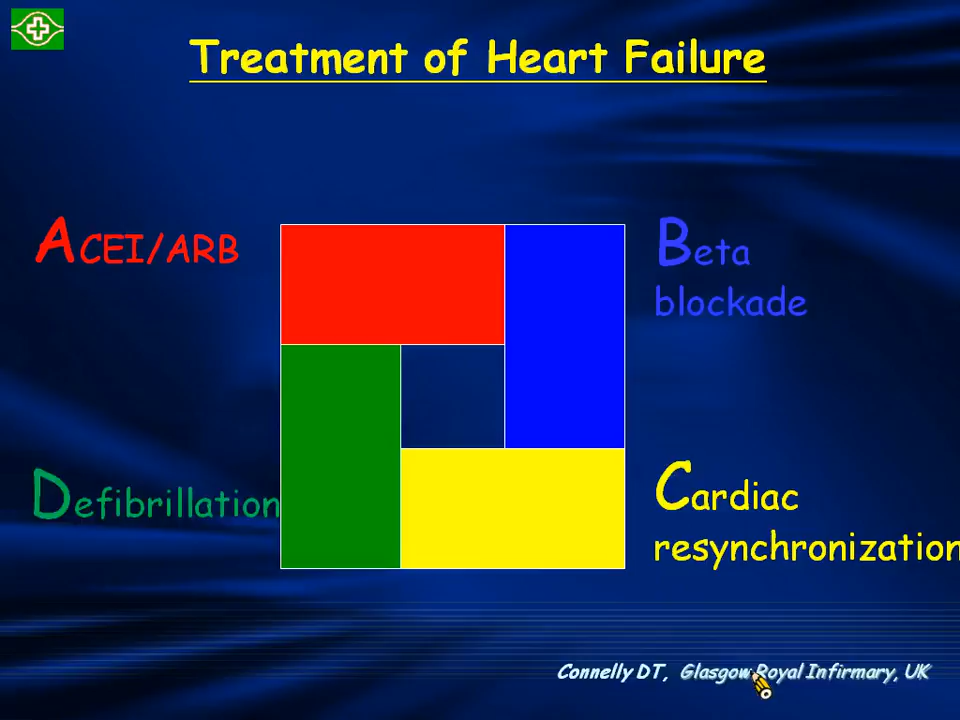 Treatment of Heart Failure
ACEI/ARB
Beta
blockade
Defibrillation
Cardiac
resynchronization
Connelly DT, Glasgow Royal Infirmary, UK